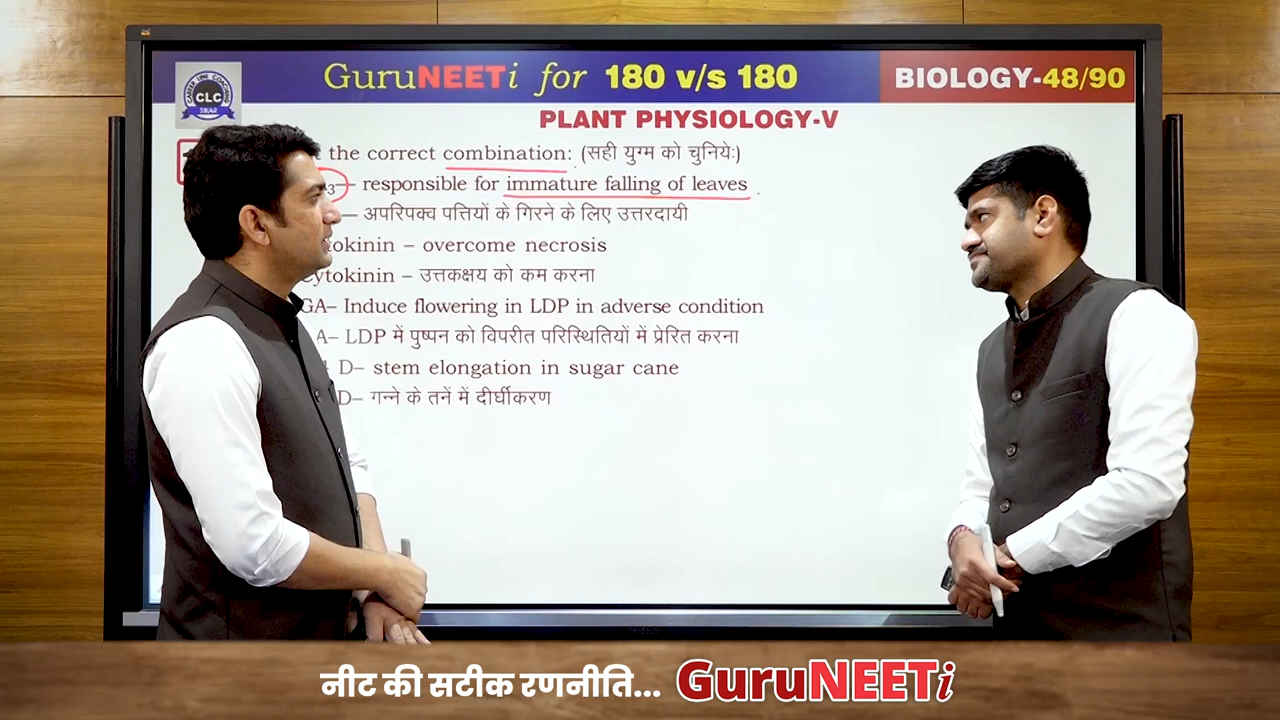 GuruNEETi for 180 v/s 180
BIOLOGY-48/90
CLC
SIKAR
PLANT PHYSIOLOGY-V
the correct combination: (सही युग्म को चुनियेः)
— responsible for immature falling of leaves
— अपरिपक्व पत्तियों के गिरने के लिए उत्तरदायी
okinin – overcome necrosis
ytokinin – उत्तकक्षय को कम करना
GA– Induce flowering in LDP in adverse condition
A– LDP में पुष्पन को विपरीत परिस्थितियों में प्रेरित करना
D– stem elongation in sugar cane
D– गन्ने के तनें में दीर्घीकरण
नीट की सटीक रणनीति... GuruNEETi